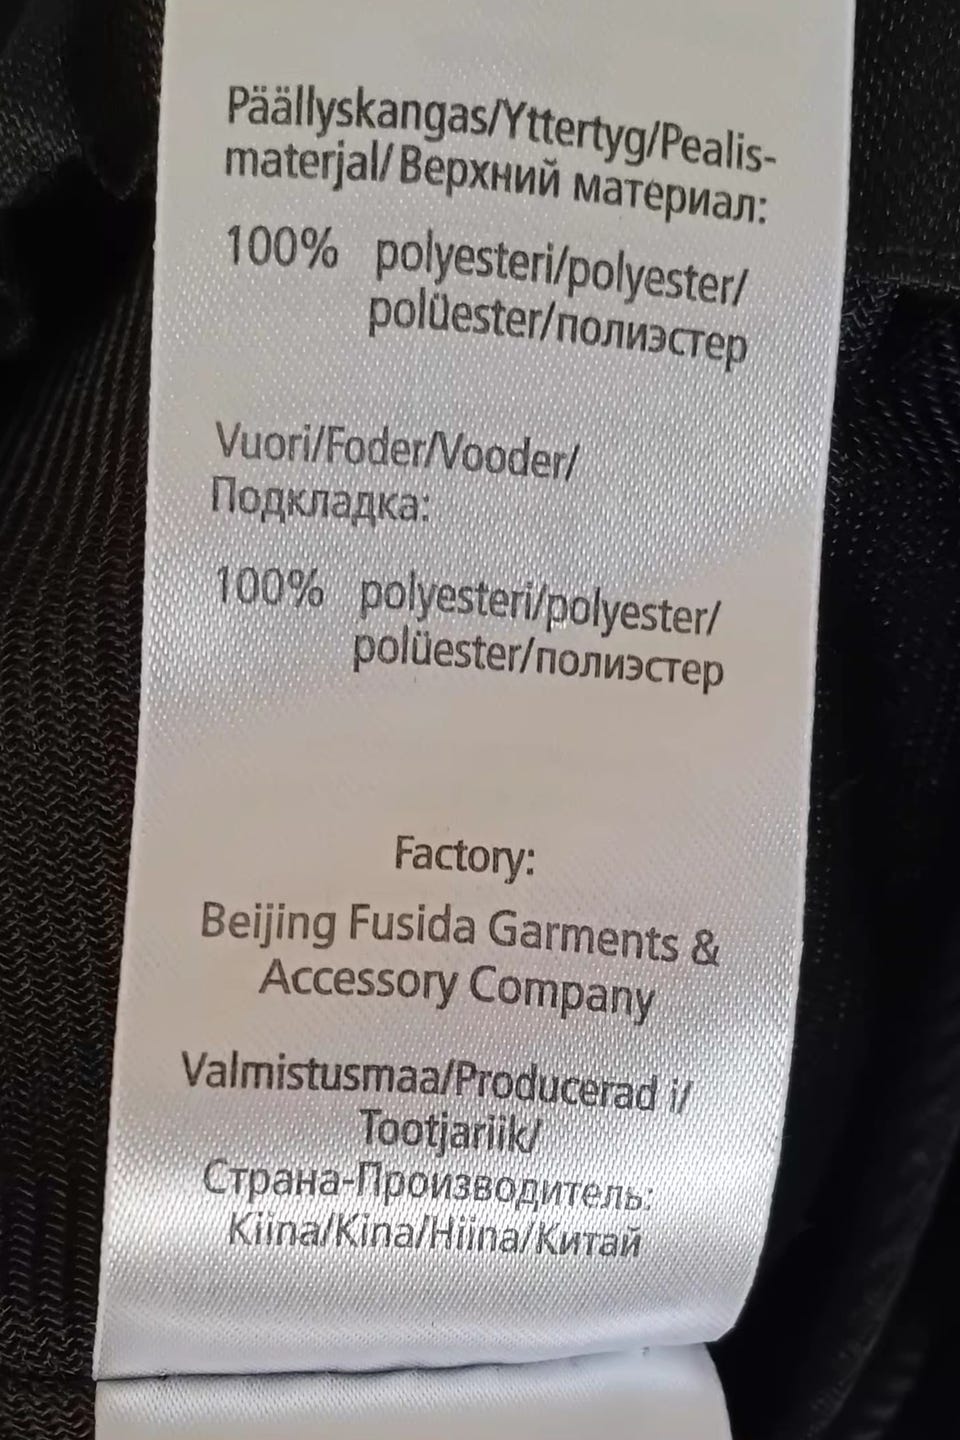 Päällyskangas/Yttertyg/Pealis-
materjal/Верхний материал:
100% polyesteri/polyester/
polüester/полиэстер
Vuori/Foder/Vooder/
Подкладка:
100% polyesteri/polyester/
polüester/полиэстер
Factory:
Beijing Fusida Garments &
Accessory Company
Valmistusmaa/Producerad i/
Tootjariik/
Страна-Производитель:
Kiina/Kina/Hiina/Китай